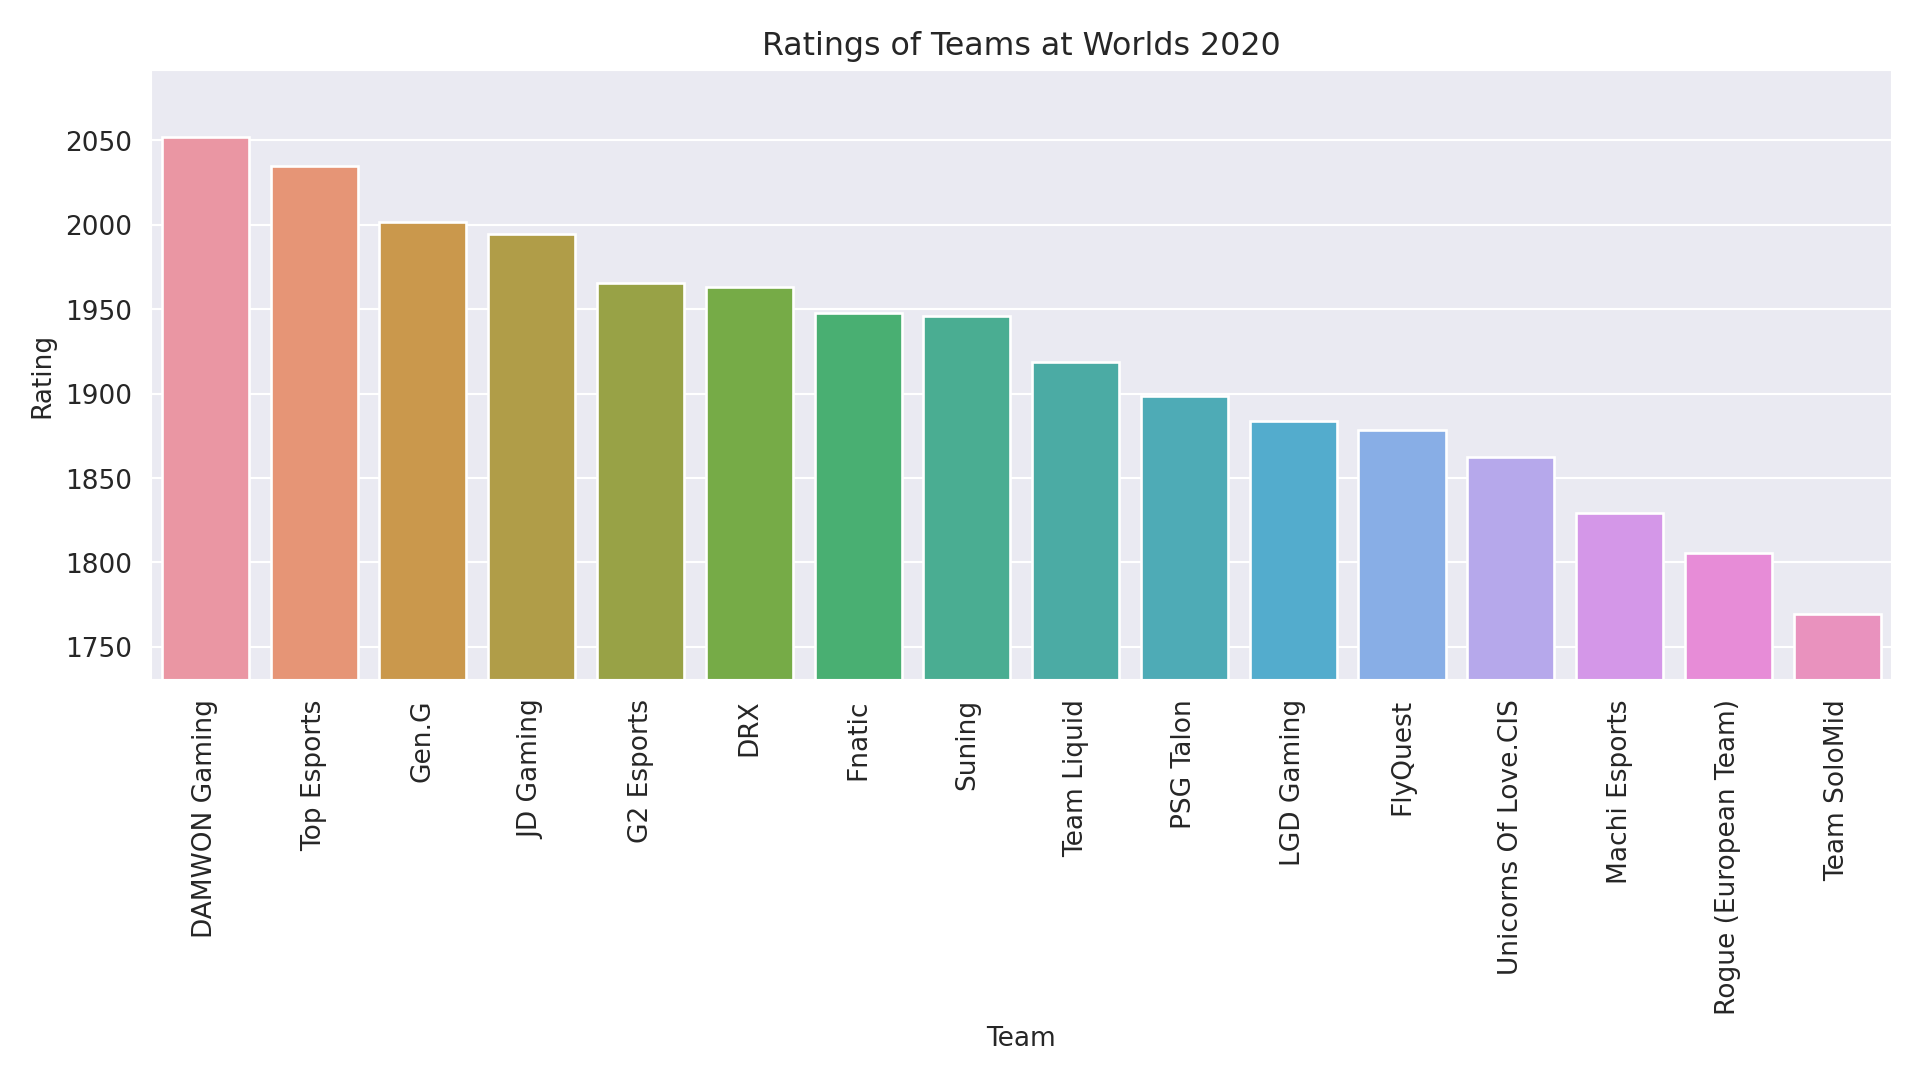 Ratings of Teams at Worlds 2020
Rating
2050
2000
1950
1900
1850
1800
1750
DAMWON Gaming
Top Esports
Gen.G
JD Gaming
G2 Esports
DRX
Fnatic
Suning
Team Liquid
PSG Talon
LGD Gaming
FlyQuest
Unicorns Of Love.CIS
Machi Esports
Rogue (European Team)
Team SoloMid
Team